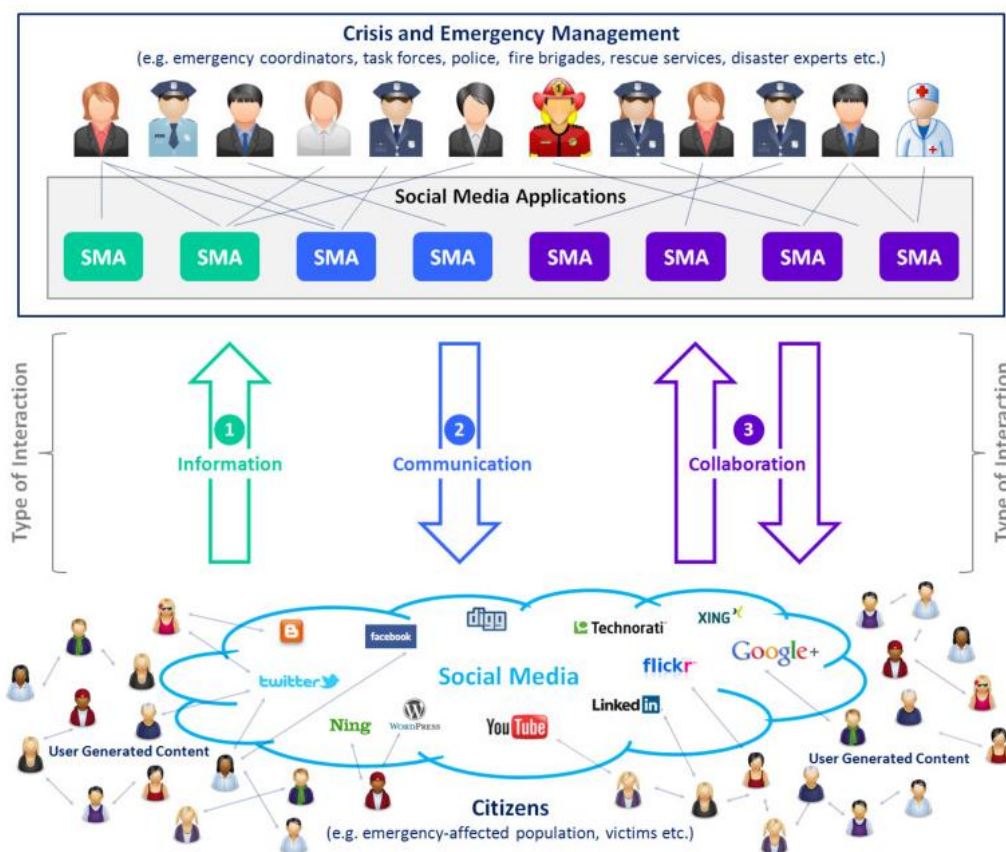 Crisis and Emergency Management
(e.g. emergency coordinators, task forces, police, fire brigades, rescue services, disaster experts etc.)
1
Social Media Applications
SMA SMA SMA SMA SMA SMA SMA SMA
Type of Interaction
1
Information
2
Communication
3
Collaboration
Type of Interaction
facebook
digg
Technorati
XING
Google+
twitter
Social Media
flickr
Ning
WORDPRESS
YouTube
Linked in
User Generated Content
User Generated Content
Citizens
(e.g. emergency-affected population, victims etc.)